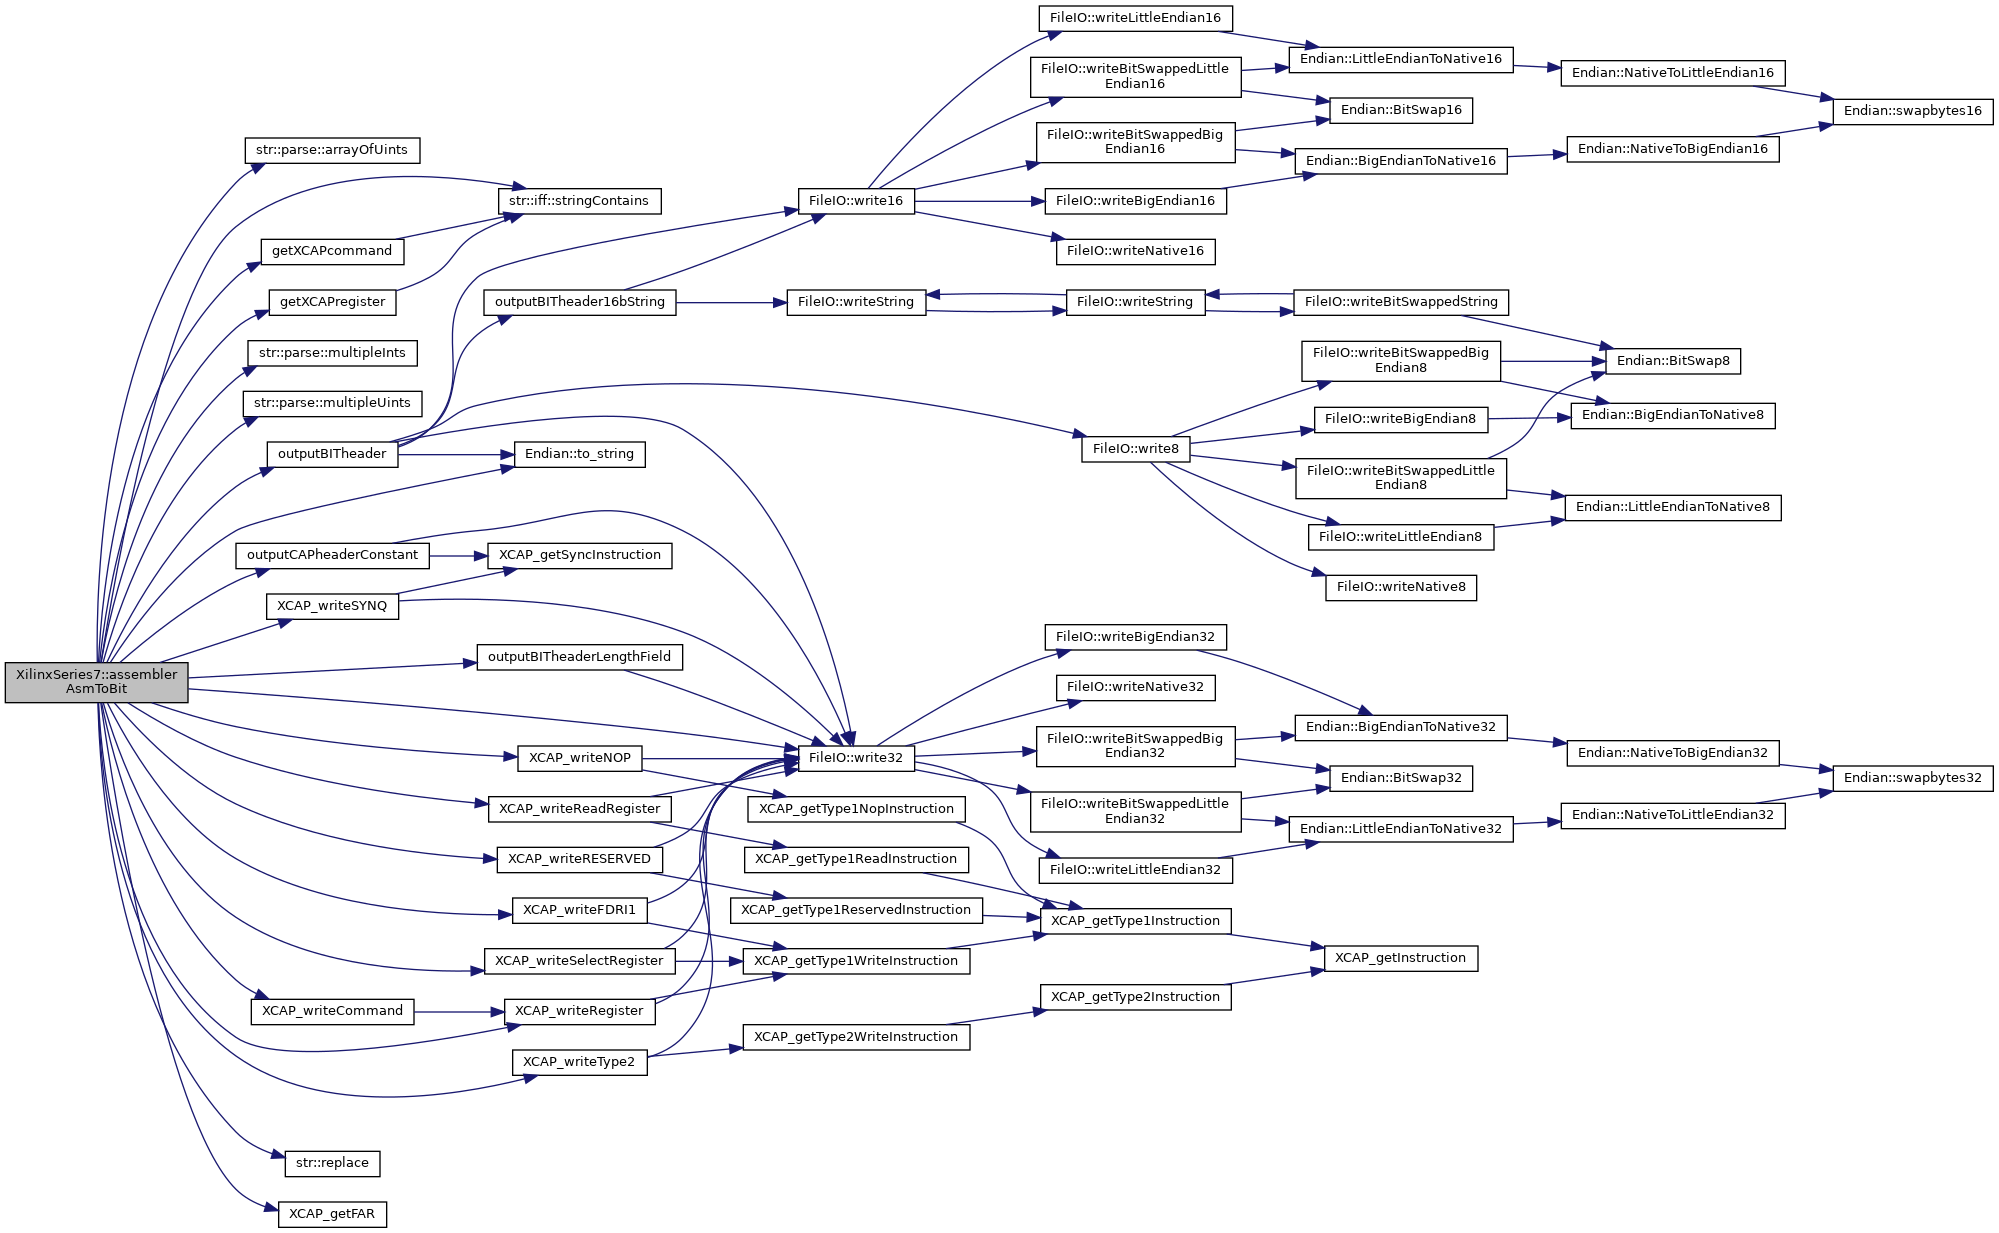 XilinxSeries7::assembler
AsmToBit
str::parse::arrayOfUints
str::iff::stringContains
getXCAPcommand
getXCAPregister
str::parse::multipleInts
str::parse::multipleUints
outputBITheader
Endian::to_string
outputBITheader16bString
outputCAPheaderConstant
XCAP_getSyncInstruction
XCAP_writeSYNQ
outputBITheaderLengthField
XCAP_writeNOP
XCAP_writeReadRegister
XCAP_writeRESERVED
XCAP_writeFDRI1
XCAP_writeSelectRegister
XCAP_writeCommand
XCAP_writeRegister
XCAP_writeType2
str::replace
XCAP_getFAR
FileIO::write16
FileIO::writeString
FileIO::write32
XCAP_getType1NopInstruction
XCAP_getType1ReadInstruction
XCAP_getType1ReservedInstruction
XCAP_getType1WriteInstruction
XCAP_getType2WriteInstruction
FileIO::writeLittleEndian16
FileIO::writeBitSwappedLittle
Endian16
FileIO::writeBitSwappedBig
Endian16
FileIO::writeBigEndian16
FileIO::writeNative16
FileIO::writeString
FileIO::write8
FileIO::writeBigEndian32
FileIO::writeNative32
FileIO::writeBitSwappedBig
Endian32
FileIO::writeBitSwappedLittle
Endian32
FileIO::writeLittleEndian32
XCAP_getType1Instruction
XCAP_getType2Instruction
Endian::LittleEndianToNative16
Endian::BitSwap16
Endian::BigEndianToNative16
FileIO::writeBitSwappedString
FileIO::writeBitSwappedBig
Endian8
FileIO::writeBigEndian8
FileIO::writeBitSwappedLittle
Endian8
FileIO::writeLittleEndian8
FileIO::writeNative8
Endian::BigEndianToNative32
Endian::BitSwap32
Endian::LittleEndianToNative32
XCAP_getInstruction
Endian::NativeToLittleEndian16
Endian::NativeToBigEndian16
Endian::BitSwap8
Endian::BigEndianToNative8
Endian::LittleEndianToNative8
Endian::NativeToBigEndian32
Endian::NativeToLittleEndian32
Endian::swapbytes16
Endian::swapbytes32